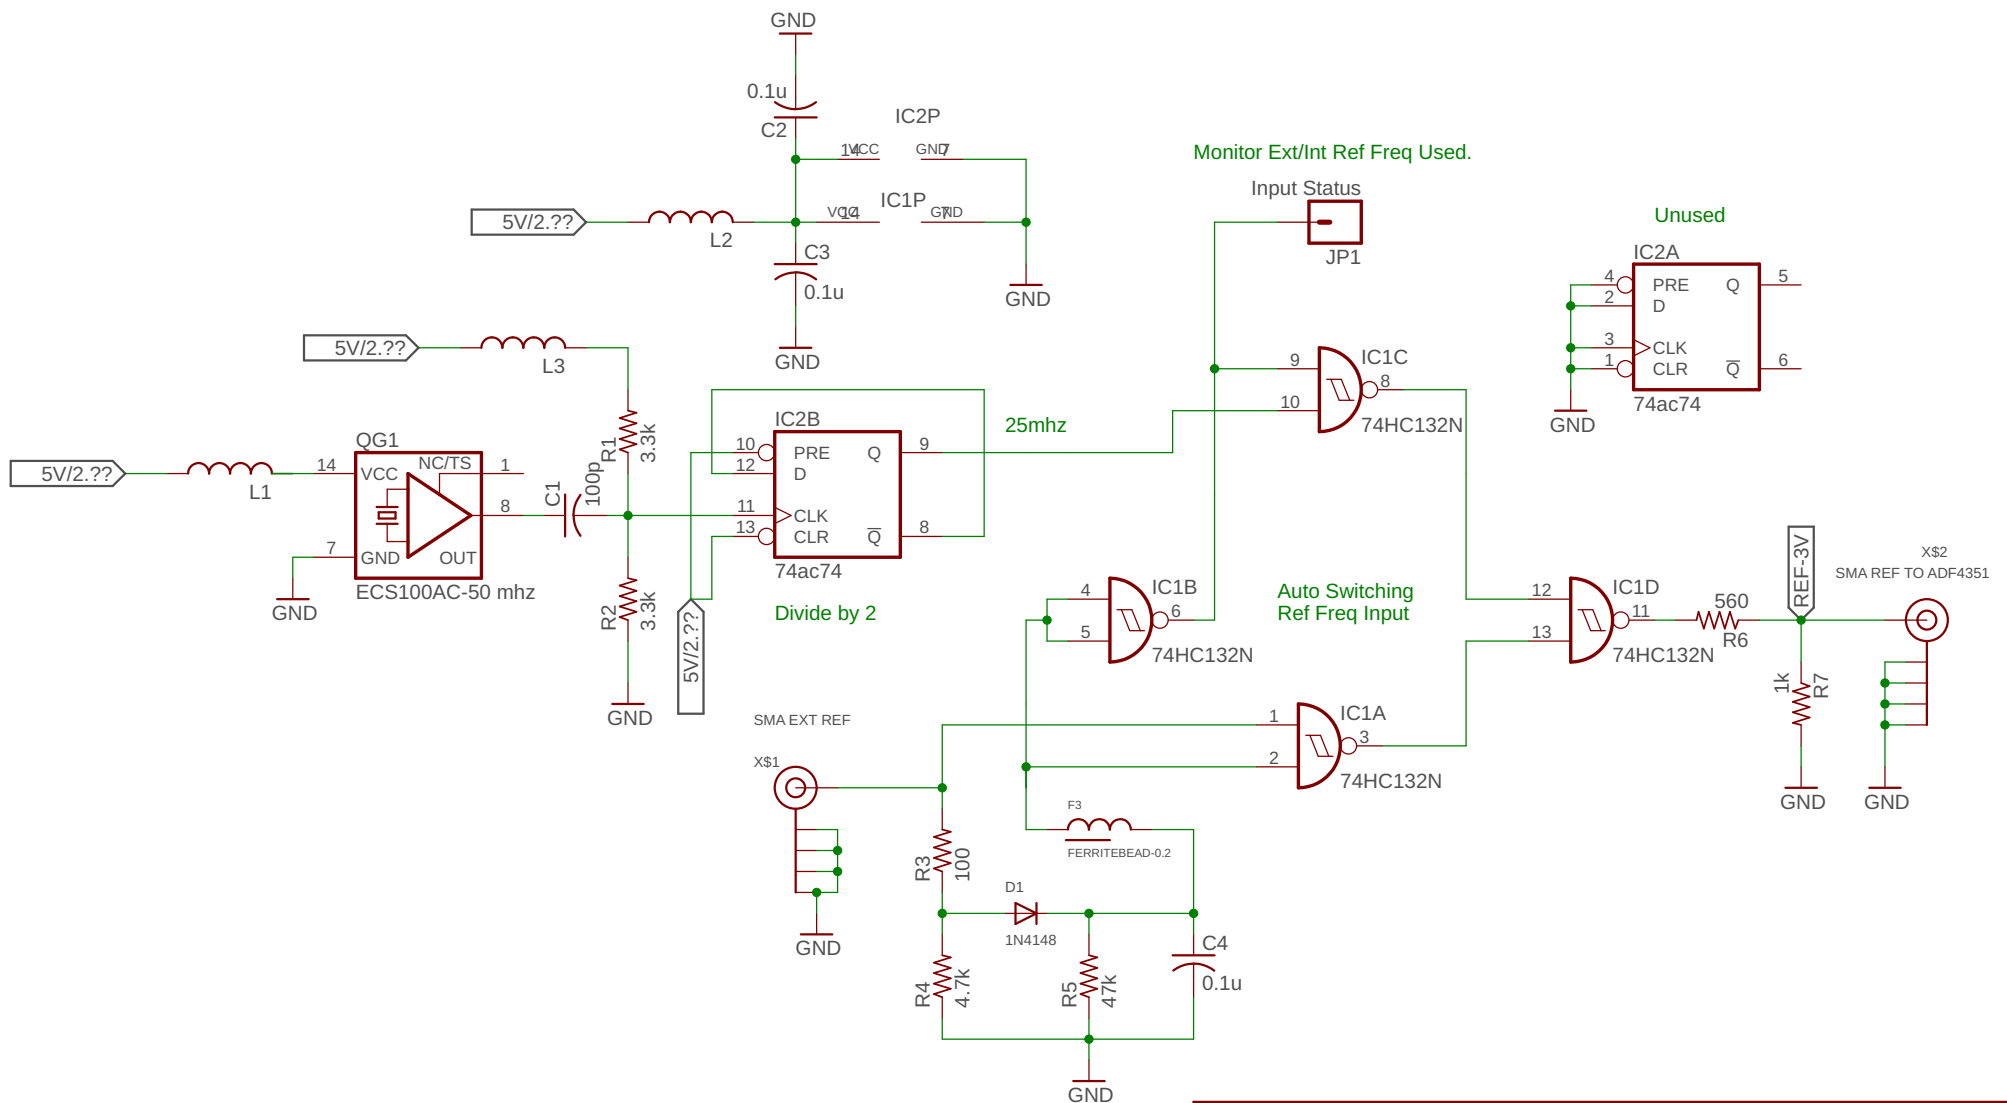 GND
0.1u
C2
IC2P
14
VCC
GND
7
IC1P
VCC
14
GND
7
5V/2.??
L2
C3
0.1u
GND
GND
Monitor Ext/Int Ref Freq Used.
Input Status
JP1
Unused
IC2A
4
PRE
Q
5
2
D
3
CLK
1
CLR
Q
6
74ac74
GND
5V/2.??
L3
R1
3.3k
5V/2.??
L1
QG1
14
VCC
NC/TS
1
8
7
GND
OUT
ECS100AC-50 mhz
GND
C1
100p
R2
3.3k
GND
5V/2.??
IC2B
10
PRE
Q
9
12
D
11
CLK
13
CLR
Q
8
74ac74
Divide by 2
25mhz
9
IC1C
8
10
74HC132N
4
IC1B
6
5
74HC132N
Auto Switching
Ref Freq Input
12
IC1D
11
13
74HC132N
560
R6
REF-3V
1k
R7
GND
X$2
SMA REF TO ADF4351
GND
SMA EXT REF
X$1
GND
1
IC1A
3
2
74HC132N
F3
FERRITEBEAD-0.2
R3
100
D1
1N4148
R4
4.7k
R5
47k
C4
0.1u
GND